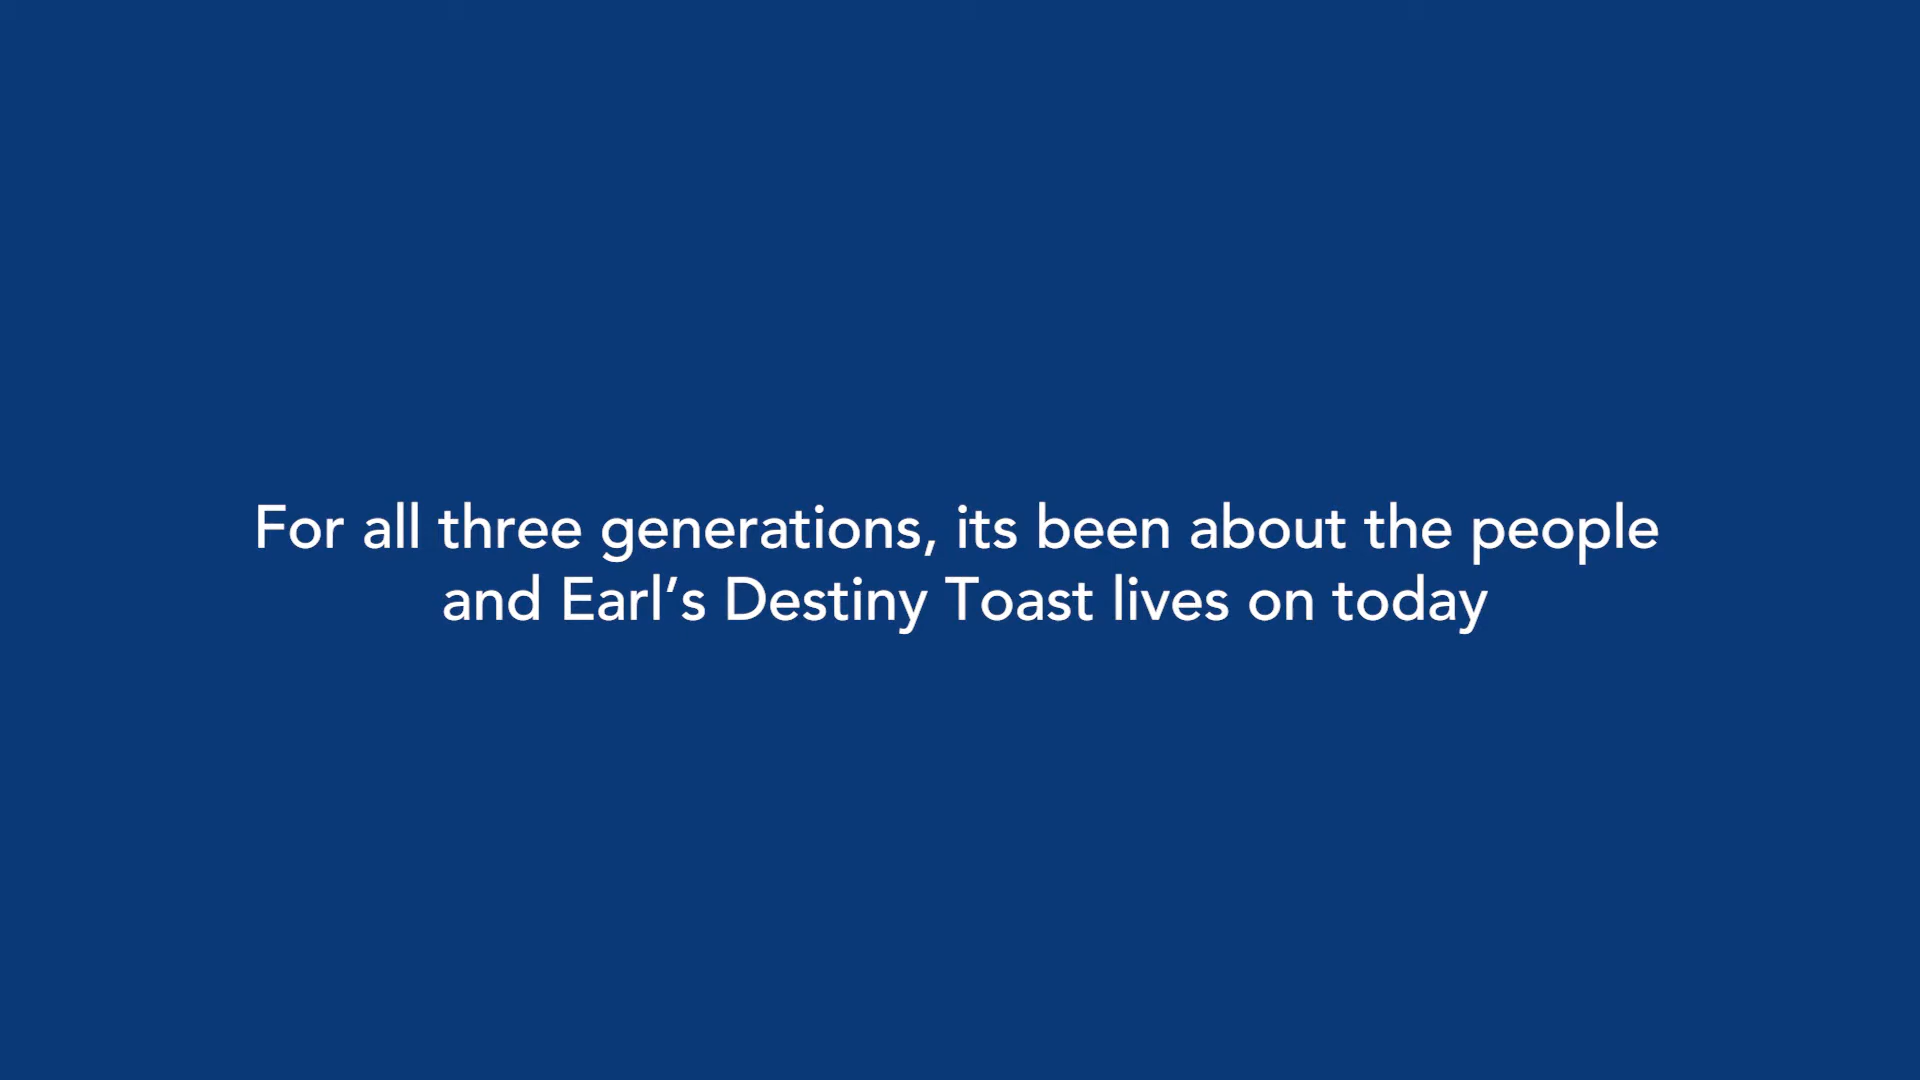 For all three generations, its been about the people
and Earl’s Destiny Toast lives on today